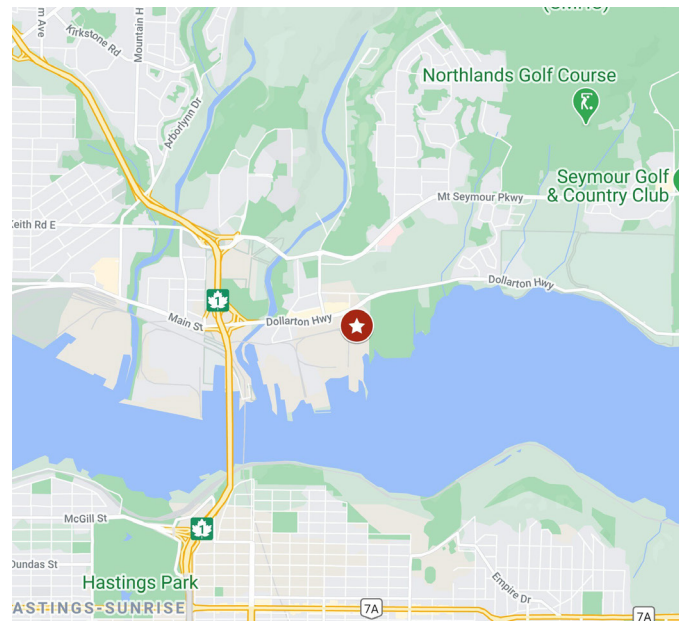 Kirkstone Rd
Mountain H
Arborlynn Dr
Northlands Golf Course
Seymour Golf
& Country Club
Mt Seymour Pkwy
Keith Rd E
Dollarton Hwy
1
Main St
Dollarton Hwy
McGill St
1
Dundas St
Hastings Park
Empire Dr
ASTINGS-SUNRISE
7A
7A